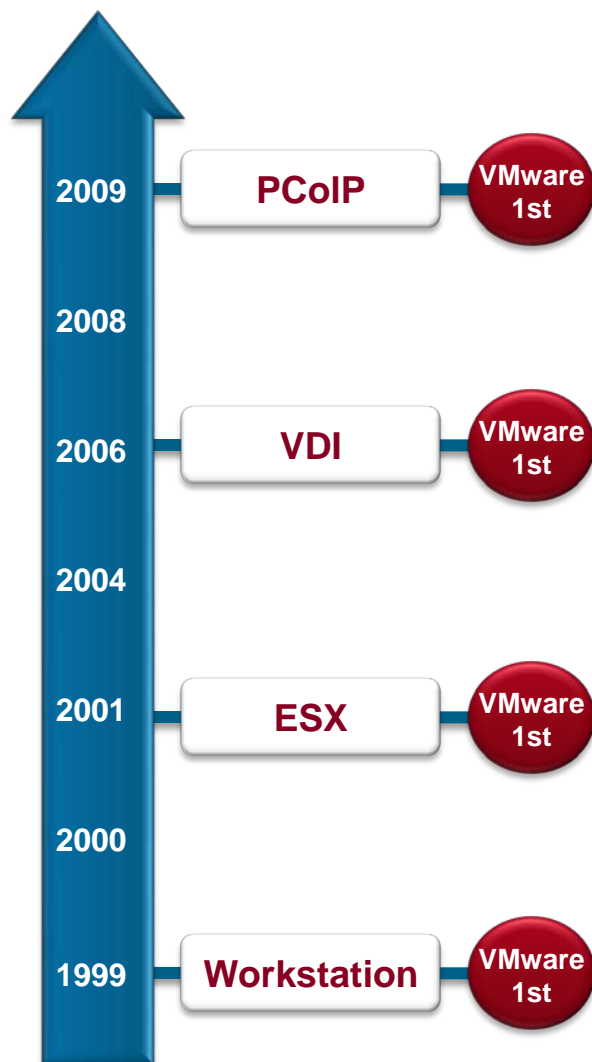 2009
PCoIP
VMware
1st
2008
2006
VDI
VMware
1st
2004
2001
ESX
VMware
1st
2000
1999
Workstation
VMware
1st